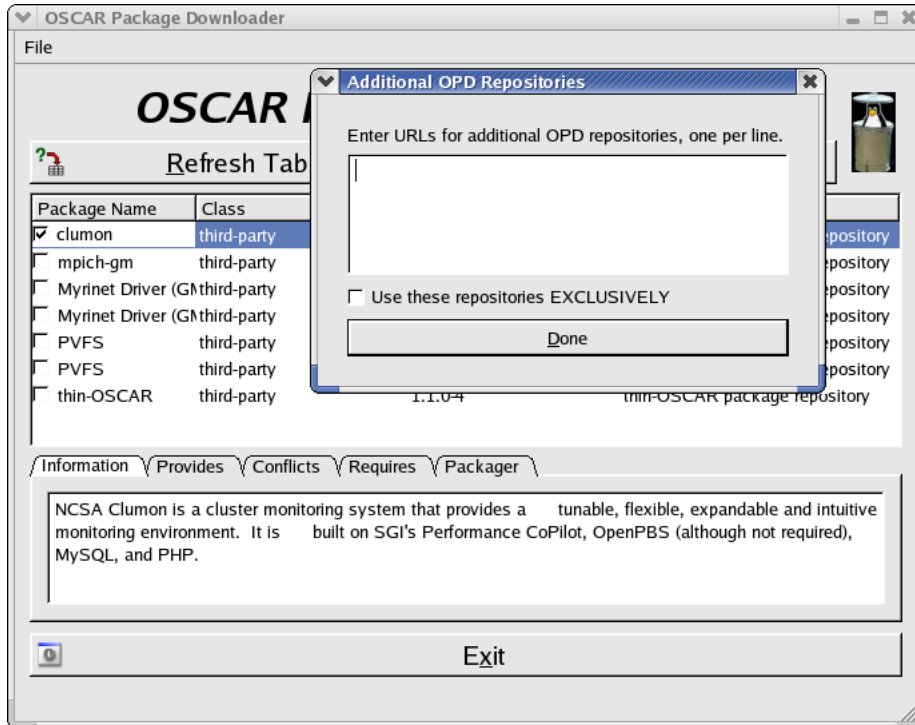 OSCAR Package Downloader
File
OSCAR
Additional OPD Repositories
Enter URLs for additional OPD repositories, one per line.
Use these repositories EXCLUSIVELY
Done
Refresh Tab
Package Name Class
clumon third-party epository
mpich-gm third-party epository
Myrinet Driver (GM third-party epository
Myrinet Driver (GM third-party epository
PVFS third-party epository
PVFS third-party epository
thin-OSCAR third-party 1.1.0-4 thin-OSCAR package repository
Information Provides Conflicts Requires Packager
NCSA Clumon is a cluster monitoring system that provides a tunable, flexible, expandable and intuitive
monitoring environment. It is built on SGI's Performance CoPilot, OpenPBS (although not required),
MySQL, and PHP.
Exit